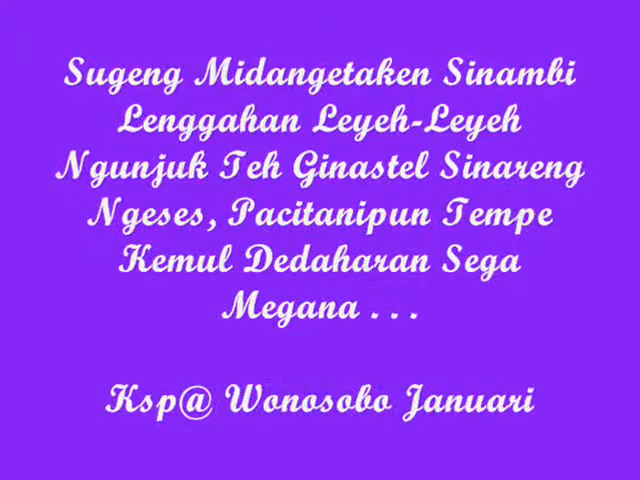 Sugeng Midangetaken Sinambi
Lenggahan Leyeh-Leyeh
Ngunjuk Teh Ginastel Sinareng
Ngeses, Pacitanipun Tempe
Kemul Dedaharan Sega
Megana . . .
Ksp@ Wonosobo Januari